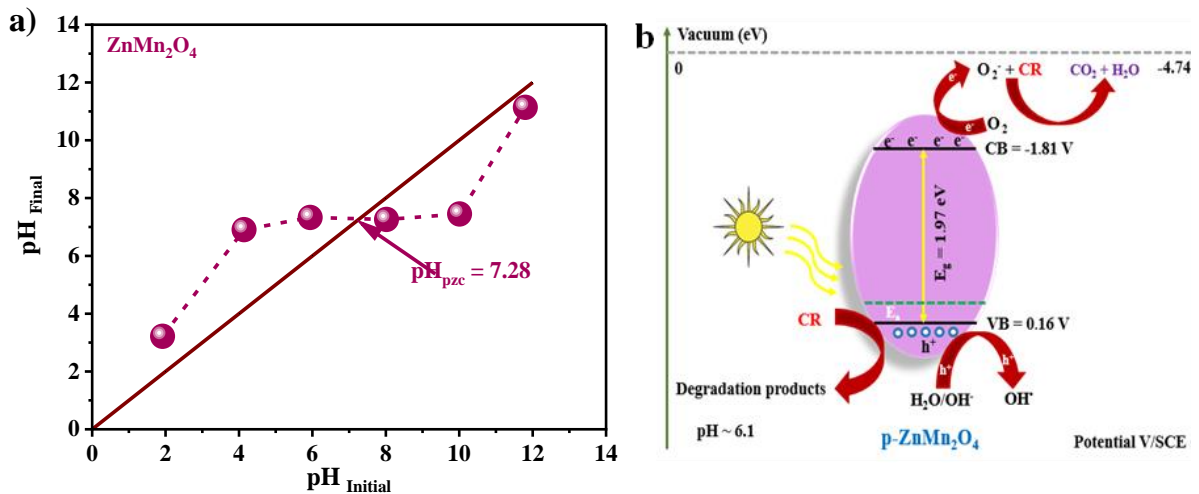 a)
ZnMn₂O₄
pH Final
14
12
10
8
6
4
2
0
pHpzc = 7.28
0 2 4 6 8 10 12 14
pH Initial
b
Vacuum (eV)
0
-4.74
O₂⁻ + CR CO₂ + H₂O
e⁻
e⁻ O₂
e⁻ e⁻ e⁻ e⁻
CB = -1.81 V
Eg = 1.97 eV
CR
Eₐ
VB = 0.16 V
h⁺
h⁺ h⁺
Degradation products
H₂O/OH⁻ OH•
pH ~ 6.1
p-ZnMn₂O₄
Potential V/SCE